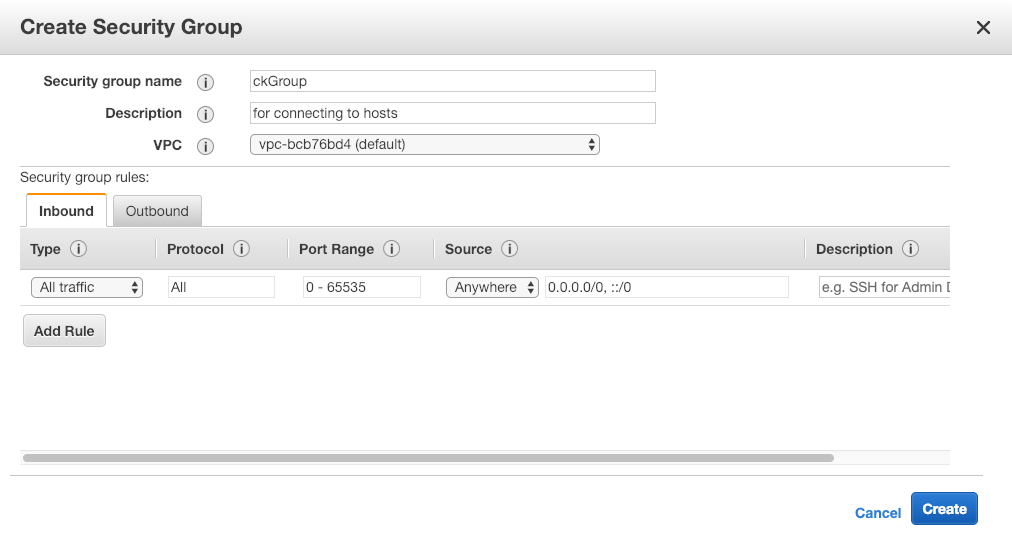 Create Security Group
Security group name
ckGroup
Description
for connecting to hosts
VPC
vpc-bcb76bd4 (default)
Security group rules:
Inbound Outbound
Type Protocol Port Range Source Description
All traffic All 0 - 65535 Anywhere 0.0.0.0/0, ::/0 e.g. SSH for Admin D
Add Rule
Cancel Create